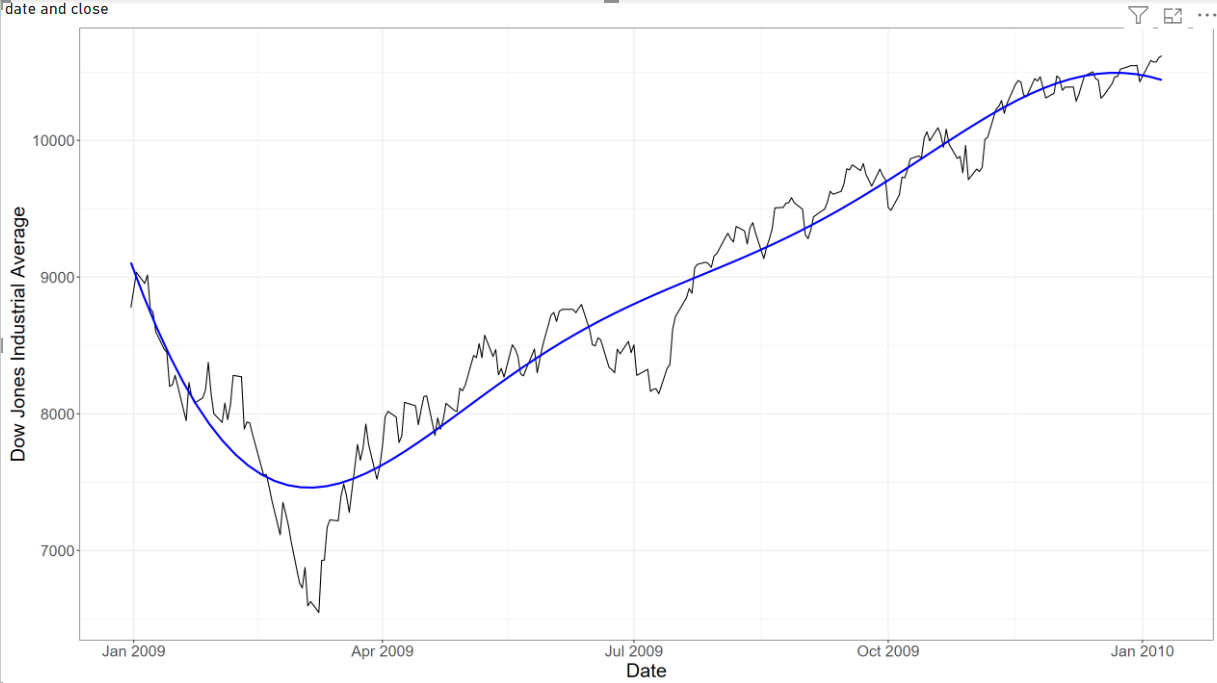 date and close
10000
9000
8000
7000
Dow Jones Industrial Average
Jan 2009
Apr 2009
Jul 2009
Oct 2009
Jan 2010
Date